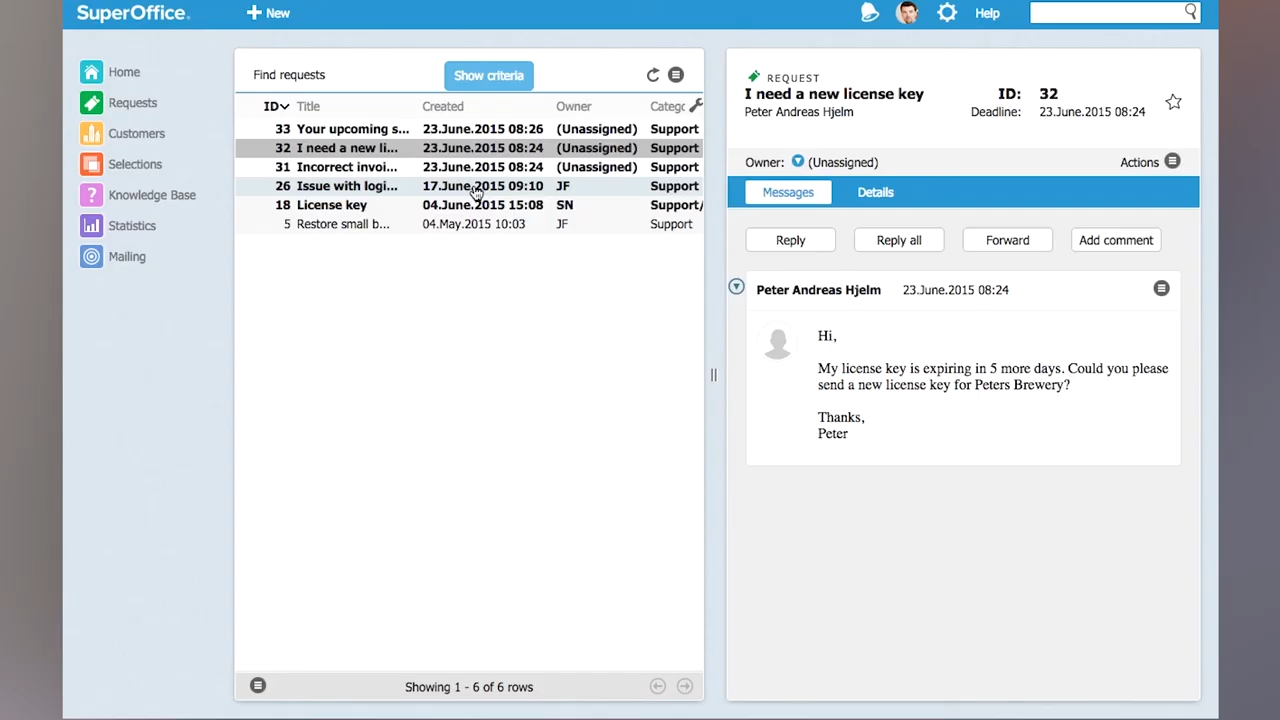 SuperOffice.
New
Help
Home
Requests
Customers
Selections
Knowledge Base
Statistics
Mailing
Find requests
Show criteria
ID Title Created Owner Categc
33 Your upcoming s... 23.June.2015 08:26 (Unassigned) Support
32 I need a new li... 23.June.2015 08:24 (Unassigned) Support
31 Incorrect invoi... 23.June.2015 08:24 (Unassigned) Support
26 Issue with logi... 17.June.2015 09:10 JF Support
18 License key 04.June.2015 15:08 SN Support/
5 Restore small b... 04.May.2015 10:03 JF Support
Showing 1 - 6 of 6 rows
REQUEST
I need a new license key ID: 32
Peter Andreas Hjelm Deadline: 23.June.2015 08:24
Owner: (Unassigned) Actions
Messages Details
Reply Reply all Forward Add comment
Peter Andreas Hjelm 23.June.2015 08:24
Hi,
My license key is expiring in 5 more days. Could you please
send a new license key for Peters Brewery?
Thanks,
Peter